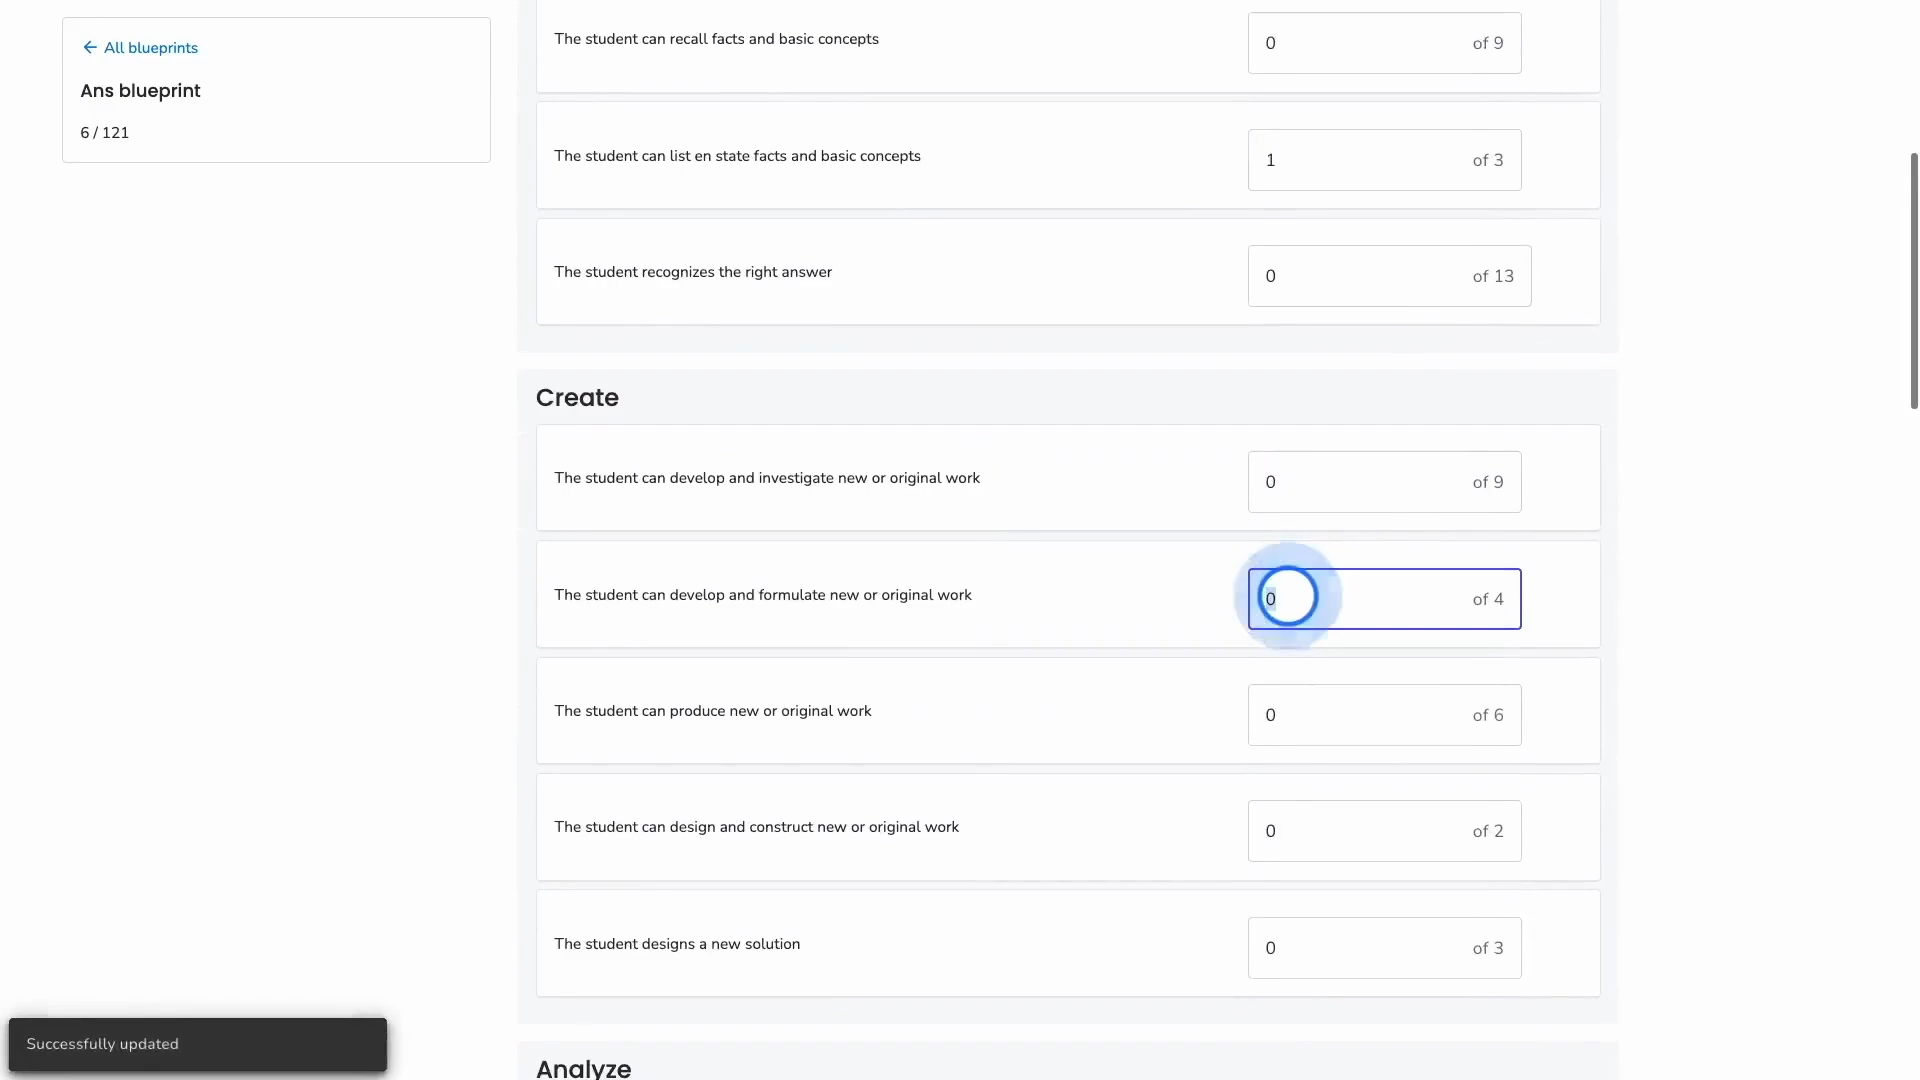 All blueprints
Ans blueprint
6 / 121
The student can recall facts and basic concepts
0 of 9
The student can list en state facts and basic concepts
1 of 3
The student recognizes the right answer
0 of 13
Create
The student can develop and investigate new or original work
0 of 9
The student can develop and formulate new or original work
0 of 4
The student can produce new or original work
0 of 6
The student can design and construct new or original work
0 of 2
The student designs a new solution
0 of 3
Successfully updated
Analyze